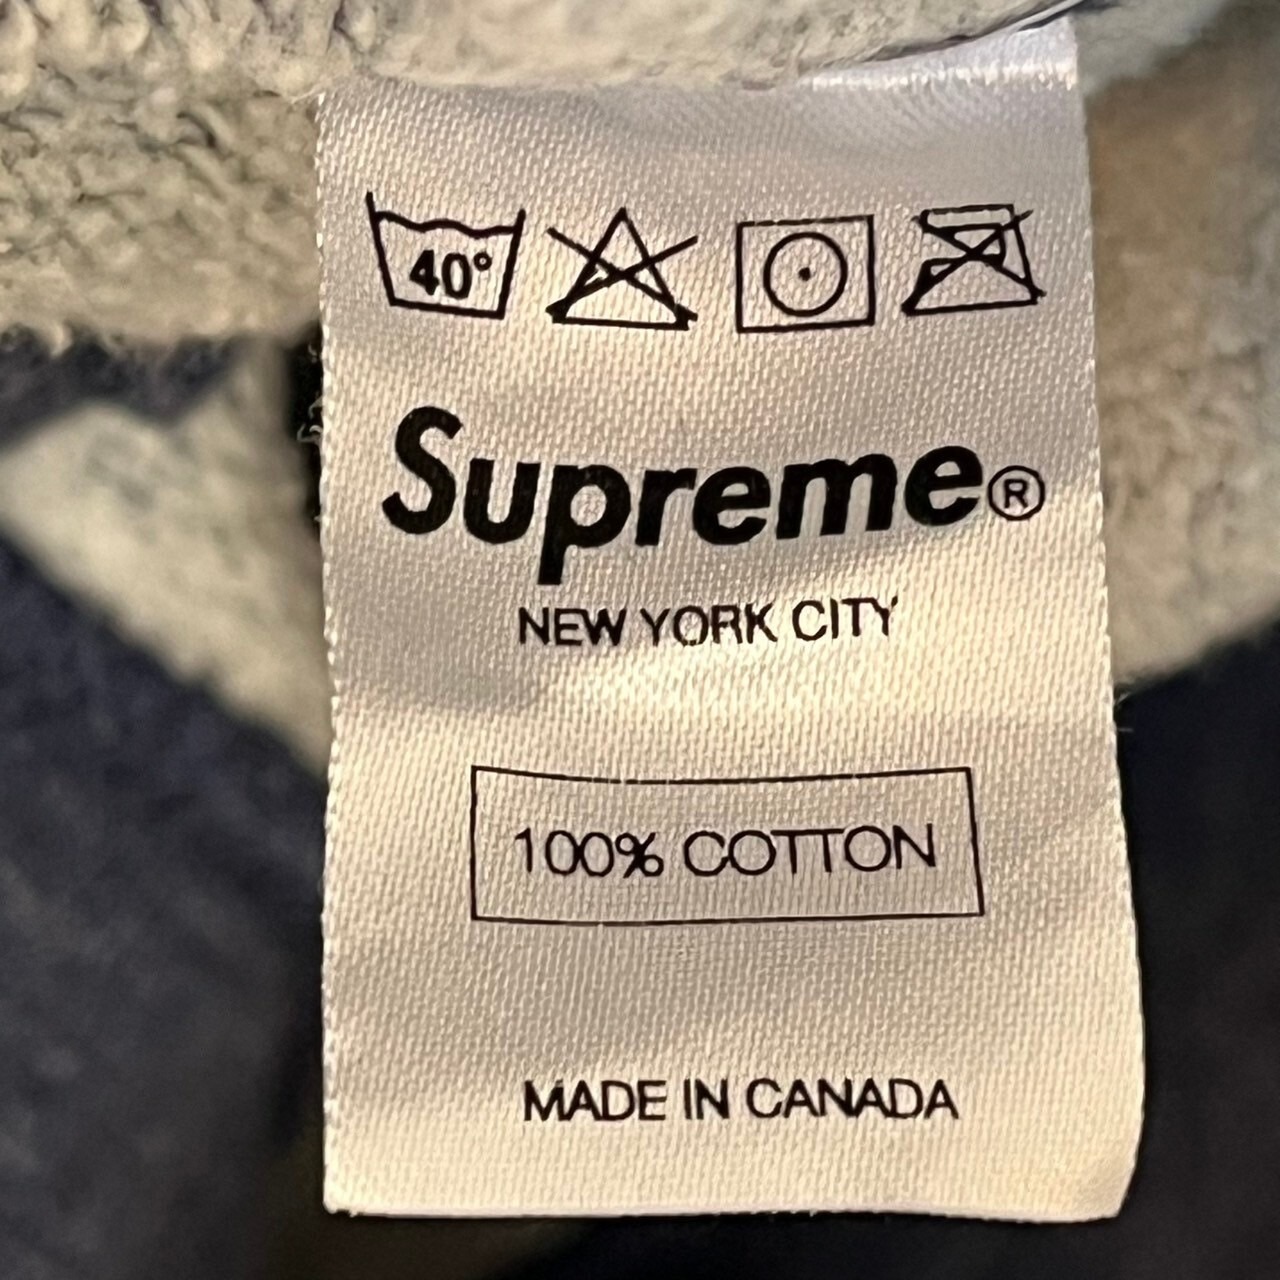 40°
Supreme®
NEW YORK CITY
100% COTTON
MADE IN CANADA